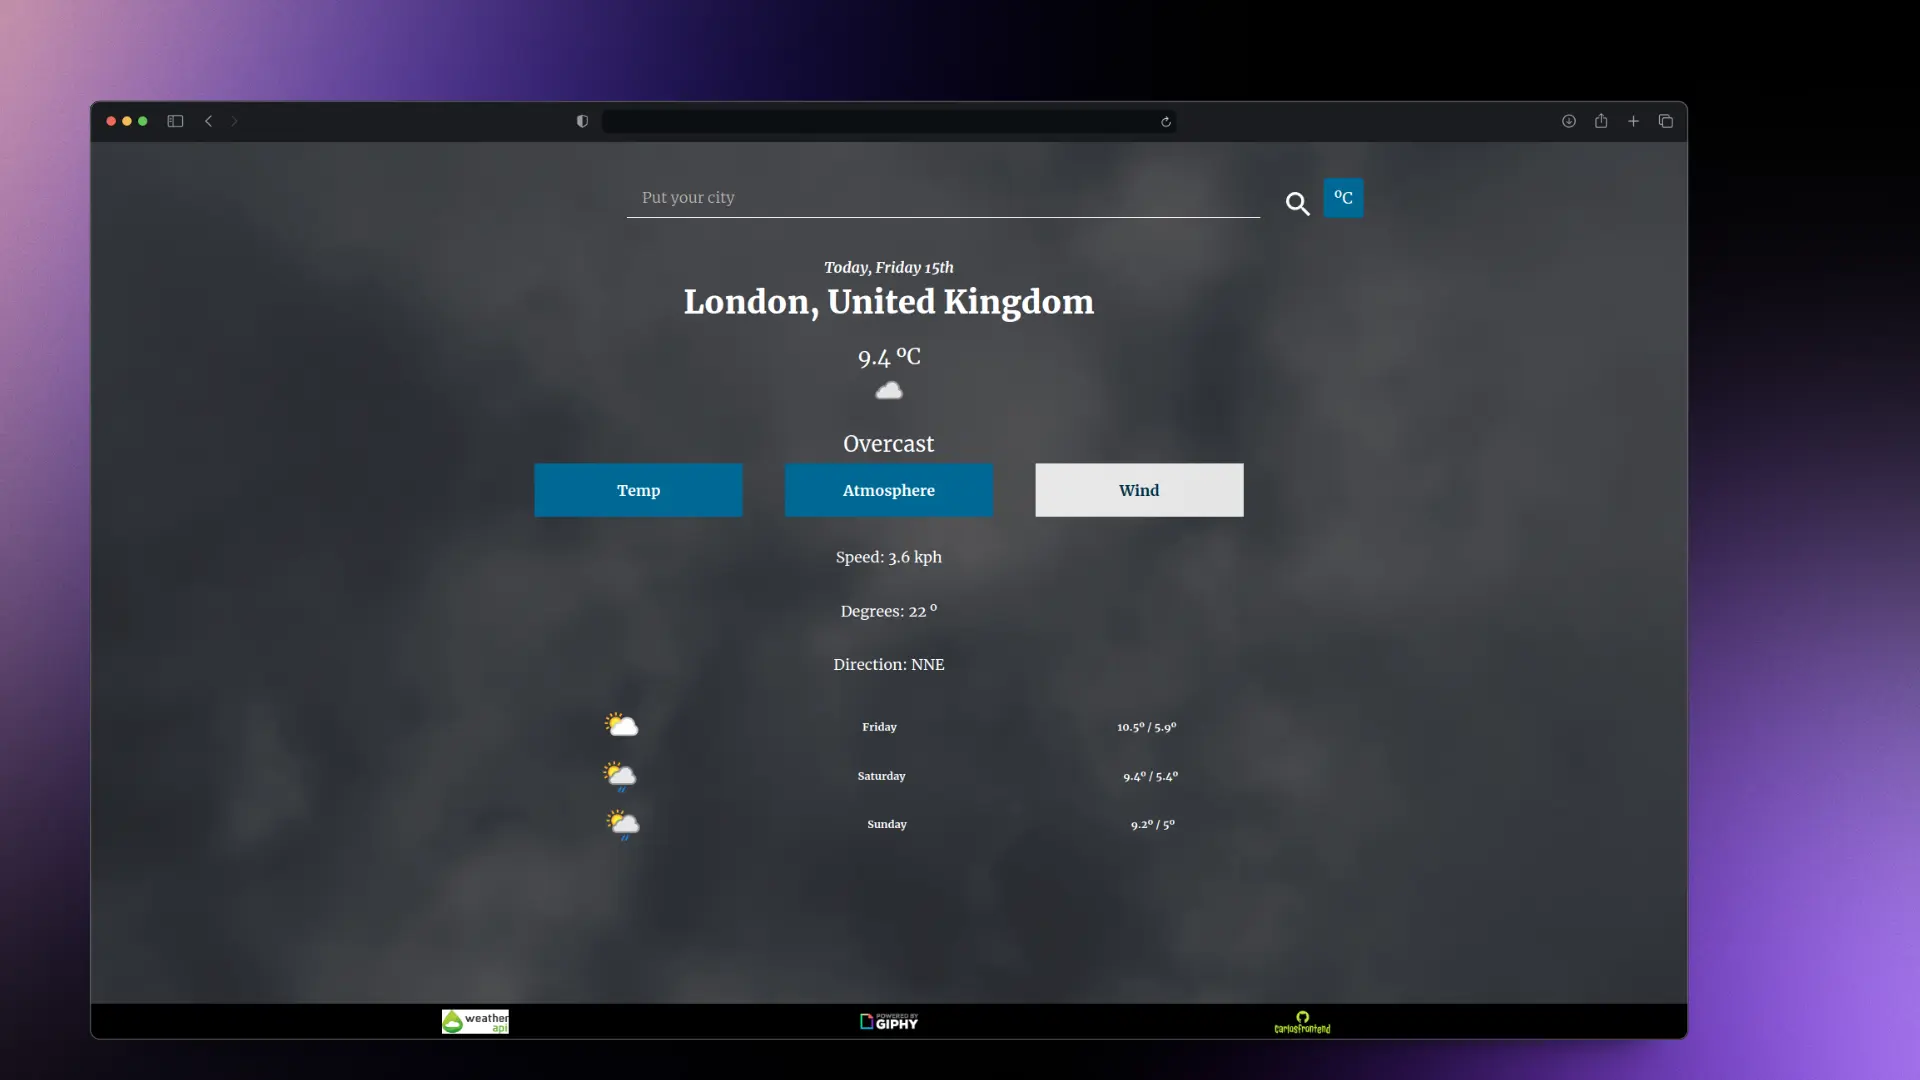 Put your city
ºC
Today, Friday 15th
London, United Kingdom
9.4 ºC
Overcast
Temp
Atmosphere
Wind
Speed: 3.6 kph
Degrees: 22 º
Direction: NNE
Friday
10.5º / 5.9º
Saturday
9.4º / 5.4º
Sunday
9.2º / 5º
weather
api
POWERED BY
GIPHY
Carlosfrontend